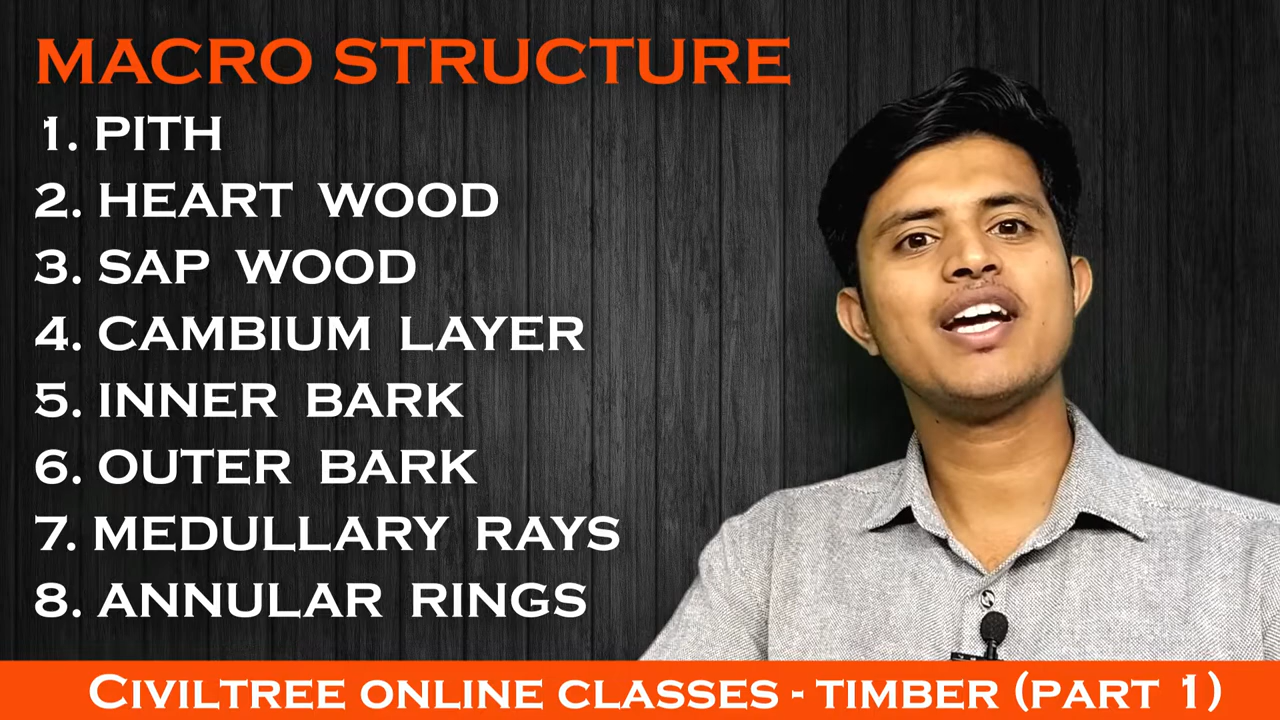 MACRO STRUCTURE
1. PITH
2. HEART WOOD
3. SAP WOOD
4. CAMBIUM LAYER
5. INNER BARK
6. OUTER BARK
7. MEDULLARY RAYS
8. ANNULAR RINGS
CIVILTREE ONLINE CLASSES - TIMBER (PART 1)